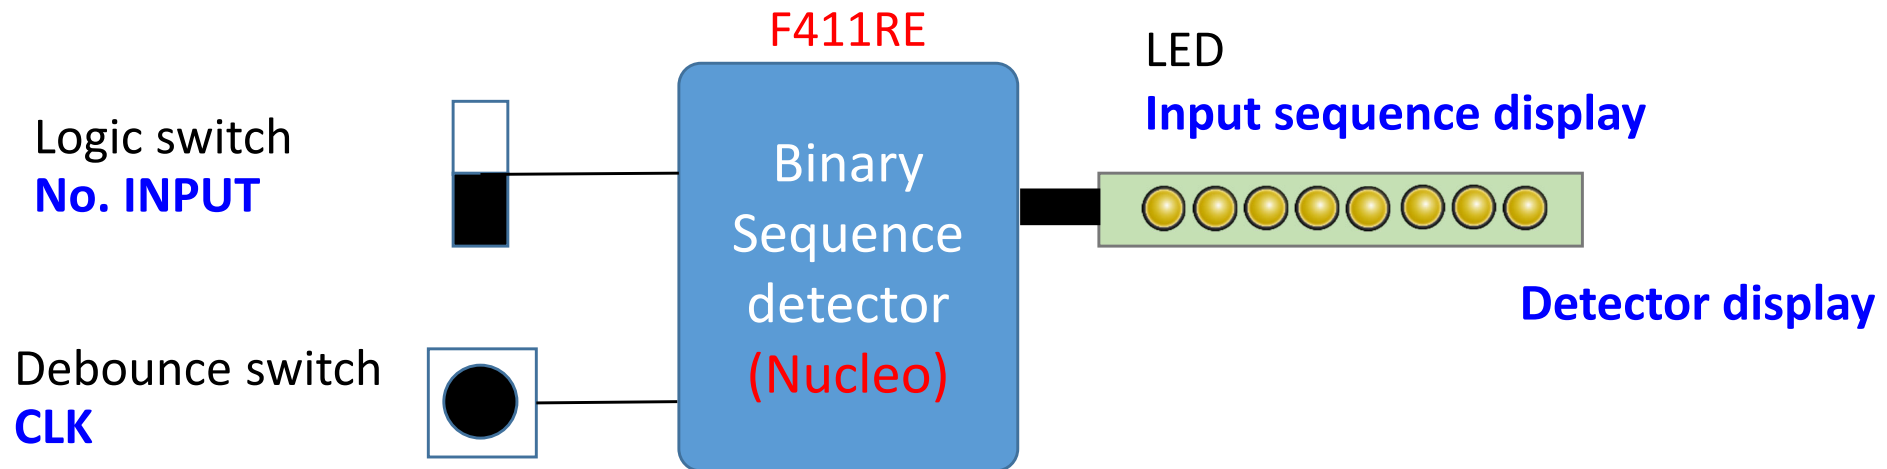 F411RE
LED
Input sequence display
Logic switch
No. INPUT
Binary
Sequence
detector
(Nucleo)
Detector display
Debounce switch
CLK